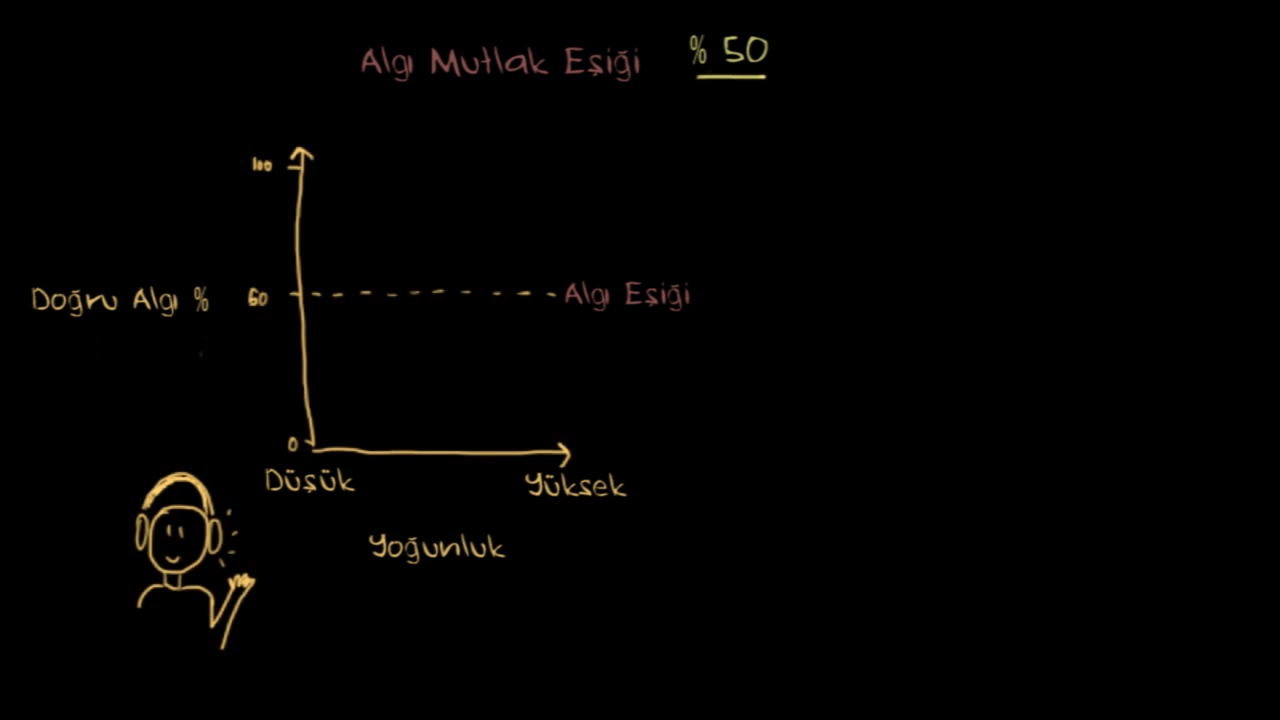 Algı Mutlak Eşiği % 50
100
Doğru Algı % 50 Algı Eşiği
0
Düşük Yüksek
Yoğunluk